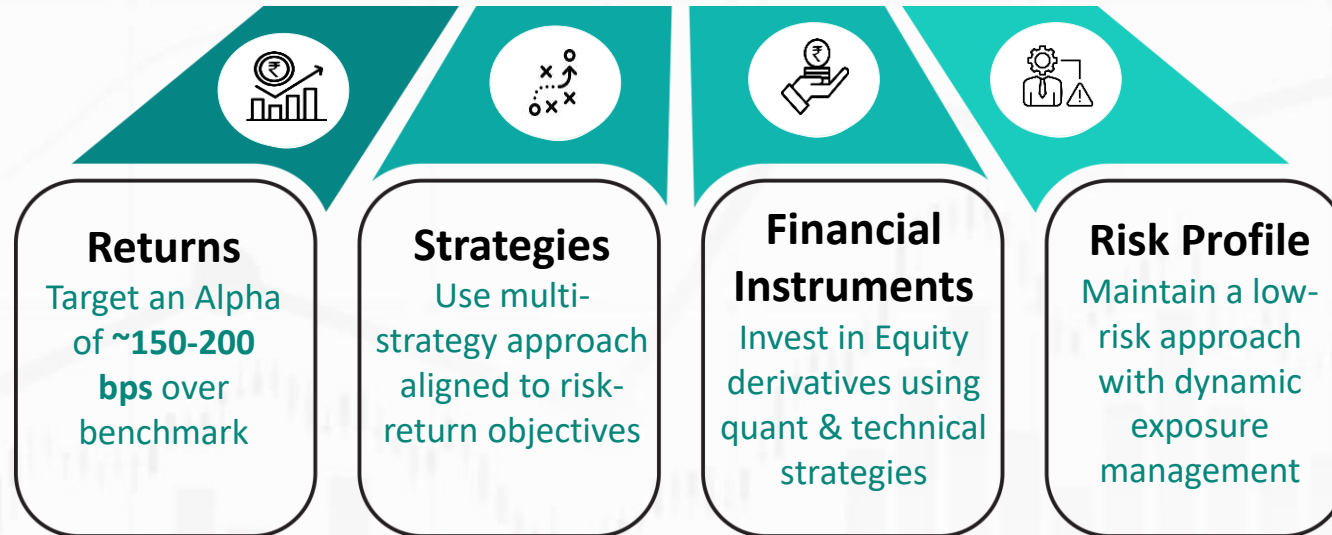 Returns
Target an Alpha
of ~150-200
bps over
benchmark
Strategies
Use multi-
strategy approach
aligned to risk-
return objectives
Financial
Instruments
Invest in Equity
derivatives using
quant & technical
strategies
Risk Profile
Maintain a low-
risk approach
with dynamic
exposure
management